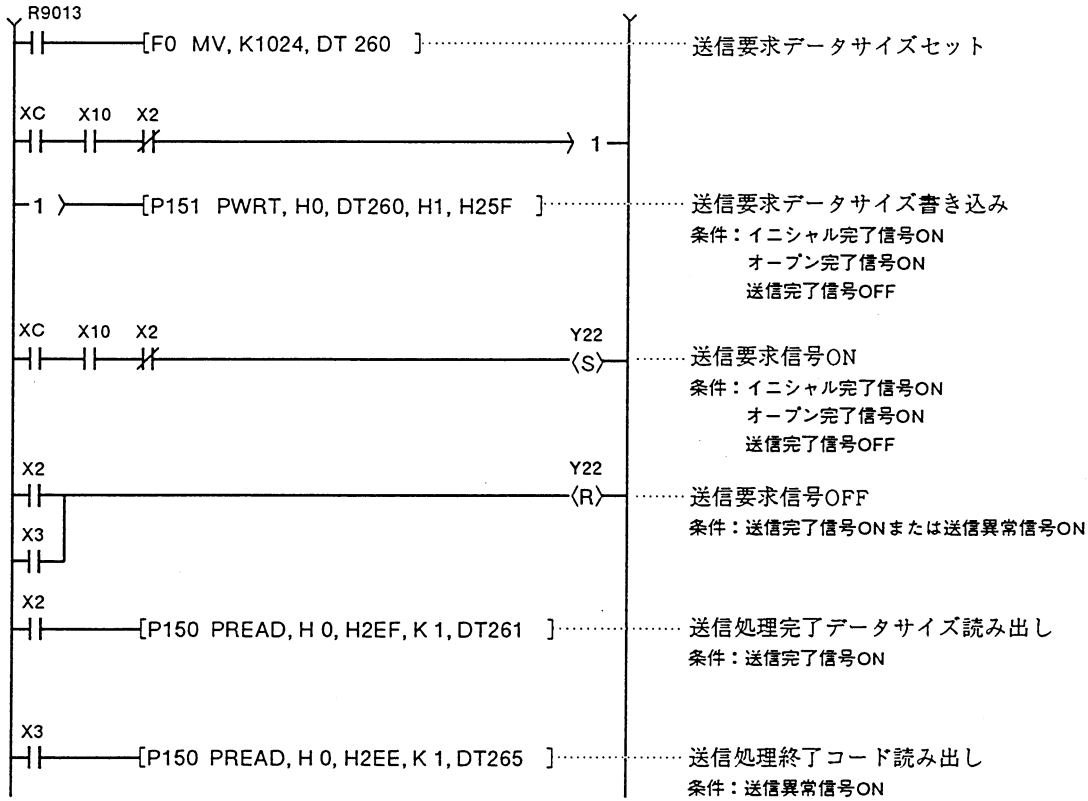 R9013
[F0 MV, K1024, DT 260 ] 送信要求データサイズセット
XC X10 X2
1
1 [P151 PWRT, H0, DT260, H1, H25F ] 送信要求データサイズ書き込み
条件：イニシャル完了信号ON
オープン完了信号ON
送信完了信号OFF
XC X10 X2 Y22
S 送信要求信号ON
条件：イニシャル完了信号ON
オープン完了信号ON
送信完了信号OFF
X2 Y22
R 送信要求信号OFF
X3 条件：送信完了信号ONまたは送信異常信号ON
X2
[P150 PREAD, H 0, H2EF, K 1, DT261 ] 送信処理完了データサイズ読み出し
条件：送信完了信号ON
X3
[P150 PREAD, H 0, H2EE, K 1, DT265 ] 送信処理終了コード読み出し
条件：送信異常信号ON